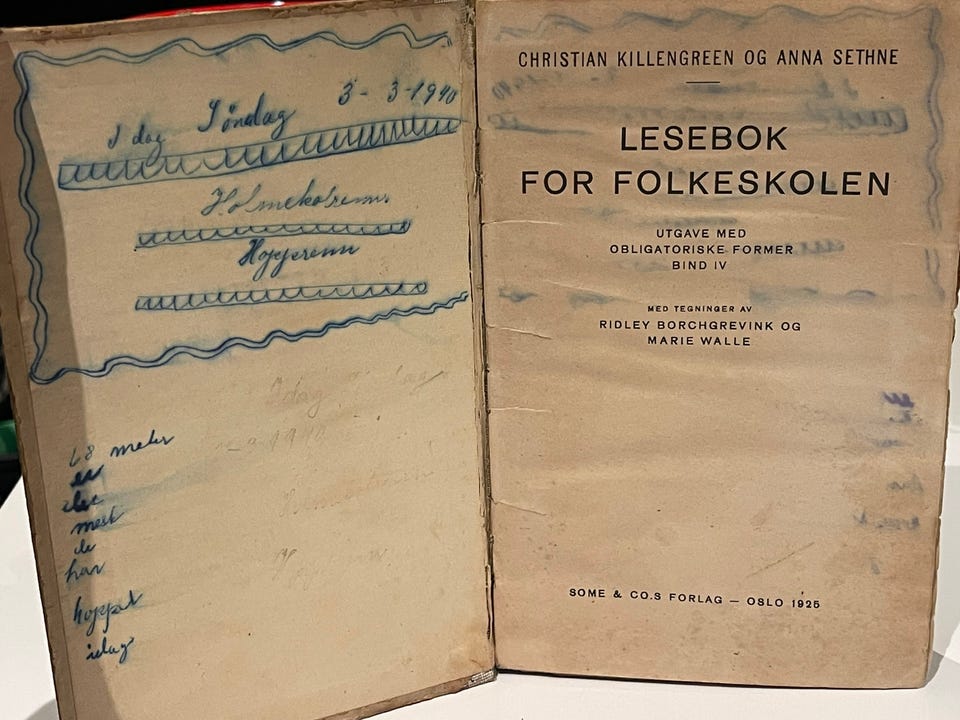 I dag Søndag 3-3-1940
Holmekolrenn
Hopprenn
Idag
68 meter
er
det
mest
de
har
hoppet
idag
CHRISTIAN KILLENGREEN OG ANNA SETHNE
LESEBOK
FOR FOLKESKOLEN
UTGAVE MED
OBLIGATORISKE FORMER
BIND IV
MED TEGNINGER AV
RIDLEY BORCHGREVINK OG
MARIE WALLE
SOME & CO.S FORLAG — OSLO 1925